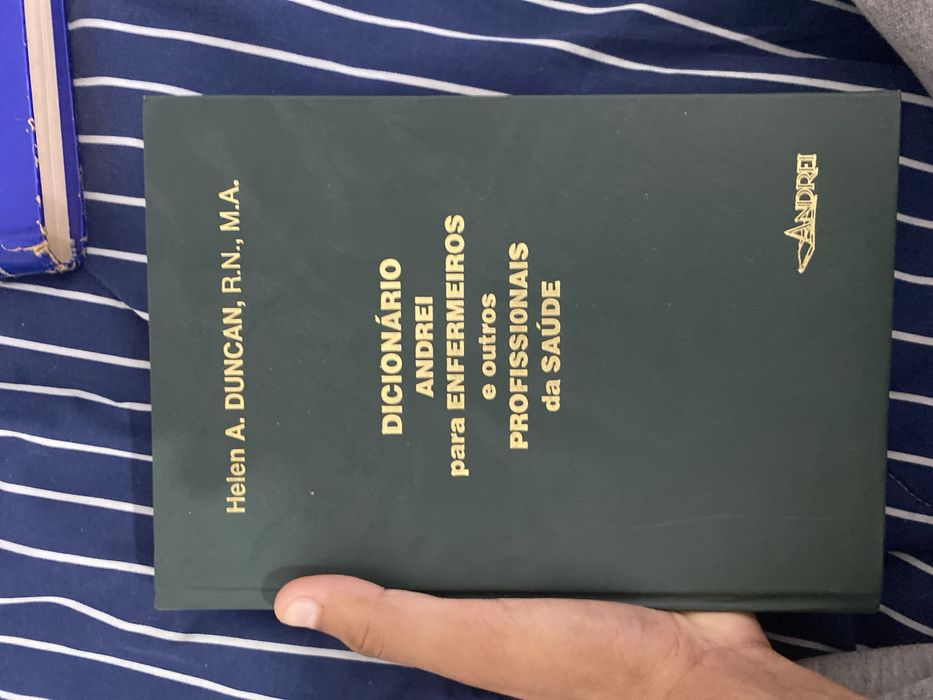 Helen A. DUNCAN, R.N., M.A.
DICIONÁRIO
ANDREI
para ENFERMEIROS
e outros
PROFISSIONAIS
da SAÚDE
ANDREI